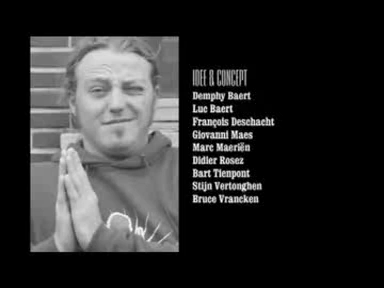 IDEE & CONCEPT
Demphy Baert
Luc Baert
François Deschacht
Giovanni Maes
Marc Maeriën
Didier Rosez
Bart Tienpont
Stijn Vertonghen
Bruce Vrancken